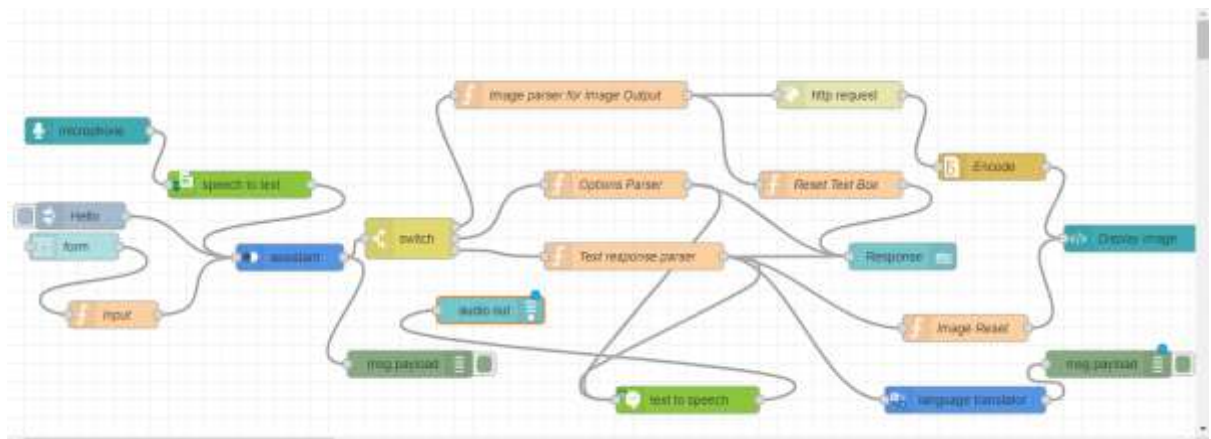 Image parser for Image Output
http request
microphone
Encode
speech to text
Options Parser
Reset Text Box
Hello
switch
Display image
form
assistant
Text response parser
Response
audio out
Input
Image Reset
msg.payload
msg.payload
text to speech
language translator